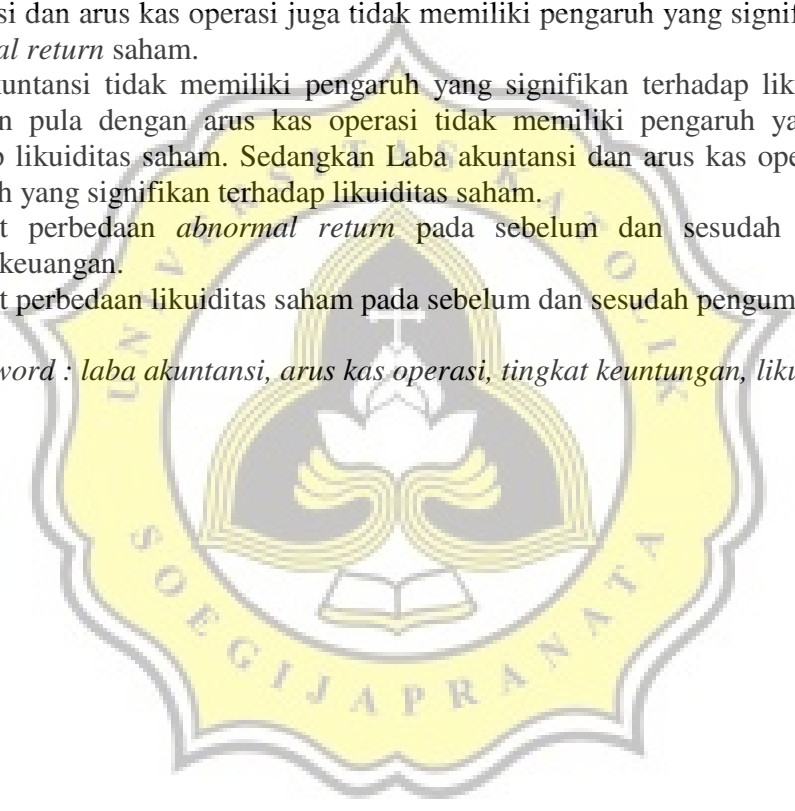 si dan arus kas operasi juga tidak memiliki pengaruh yang signif
al return saham.
kuntansi tidak memiliki pengaruh yang signifikan terhadap lik
n pula dengan arus kas operasi tidak memiliki pengaruh ya
p likuiditas saham. Sedangkan Laba akuntansi dan arus kas ope
h yang signifikan terhadap likuiditas saham.
t perbedaan abnormal return pada sebelum dan sesudah
keuangan.
t perbedaan likuiditas saham pada sebelum dan sesudah pengum
word : laba akuntansi, arus kas operasi, tingkat keuntungan, liku
UNIVERSITAS KATOLIK
SOEGIJAPRANATA